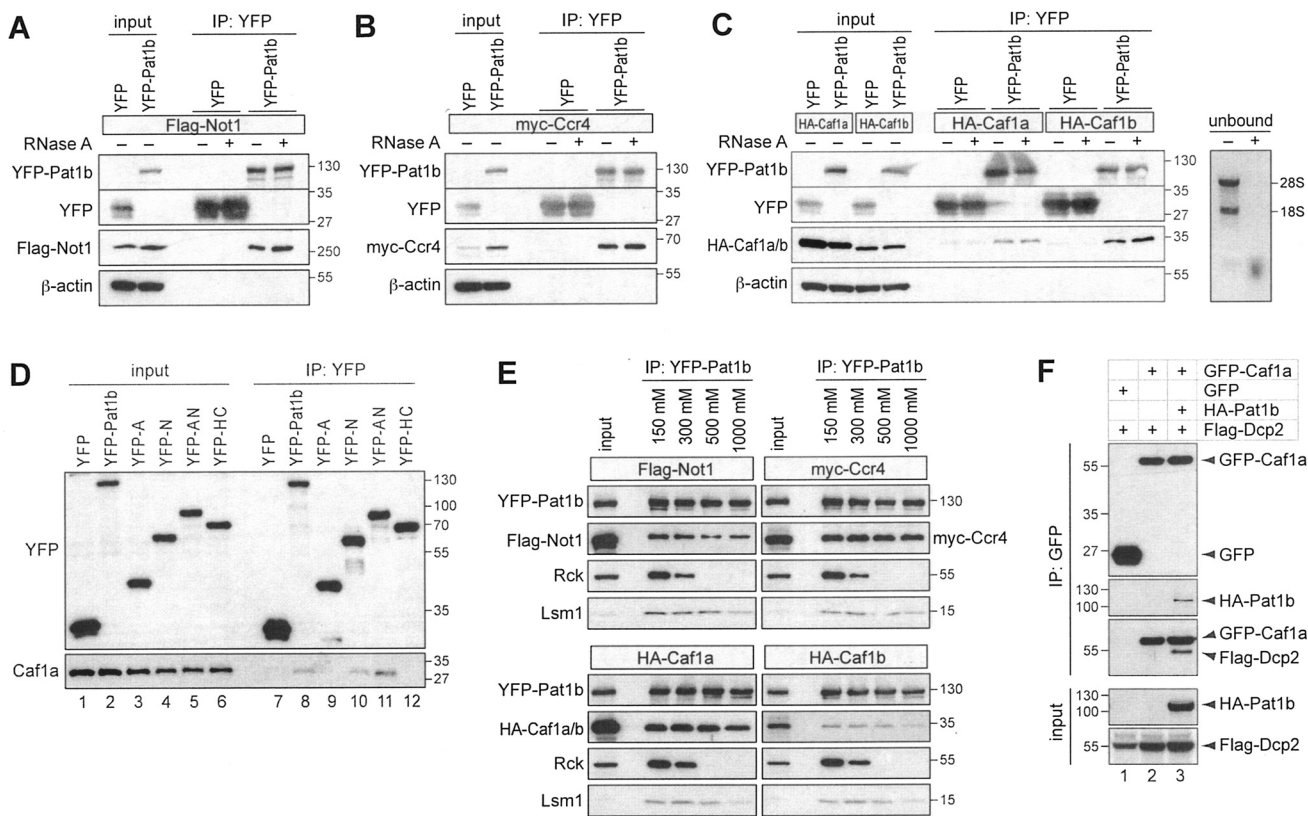 A
input
IP: YFP
YFP
YFP-Pat1b
YFP
YFP-Pat1b
Flag-Not1
RNase A
– – – + – +
YFP-Pat1b
130
YFP
35
27
Flag-Not1
250
β-actin
55
B
input
IP: YFP
YFP
YFP-Pat1b
YFP
YFP-Pat1b
myc-Ccr4
RNase A
– – – + – +
YFP-Pat1b
130
YFP
35
27
myc-Ccr4
70
β-actin
55
C
input
IP: YFP
YFP
YFP-Pat1b
YFP
YFP-Pat1b
YFP
YFP-Pat1b
YFP
YFP-Pat1b
HA-Caf1a
HA-Caf1b
HA-Caf1a
HA-Caf1b
RNase A
– – – – – + – + – + – +
YFP-Pat1b
130
YFP
35
27
HA-Caf1a/b
35
β-actin
55
unbound
– +
28S
18S
D
input
IP: YFP
YFP
YFP-Pat1b
YFP-A
YFP-N
YFP-AN
YFP-HC
YFP
YFP-Pat1b
YFP-A
YFP-N
YFP-AN
YFP-HC
YFP
130
100
70
55
35
Caf1a
35
27
1 2 3 4 5 6 7 8 9 10 11 12
E
IP: YFP-Pat1b
IP: YFP-Pat1b
input
150 mM
300 mM
500 mM
1000 mM
input
150 mM
300 mM
500 mM
1000 mM
Flag-Not1
myc-Ccr4
YFP-Pat1b
130
Flag-Not1
myc-Ccr4
Rck
55
Lsm1
15
HA-Caf1a
HA-Caf1b
YFP-Pat1b
130
HA-Caf1a/b
35
Rck
55
Lsm1
15
F
+ + GFP-Caf1a
+ GFP
+ HA-Pat1b
+ + + Flag-Dcp2
IP: GFP
55
GFP-Caf1a
35
27
GFP
130
100
HA-Pat1b
GFP-Caf1a
55
Flag-Dcp2
input
130
100
HA-Pat1b
55
Flag-Dcp2
1 2 3